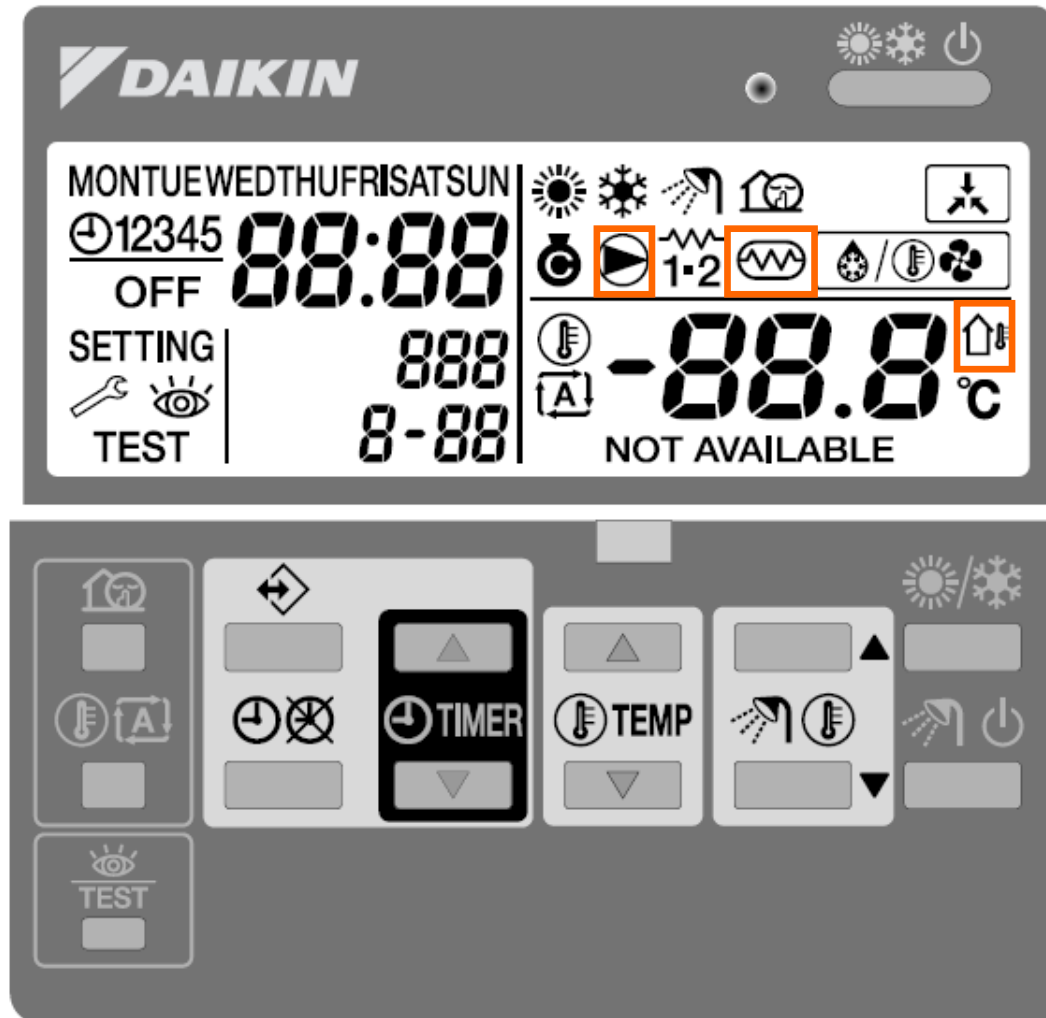 DAIKIN
MONTUEWEDTHUFRISATSUN
12345 88:88
OFF
1·2
SETTING
888
TEST
8-88
-88.8
A
°C
NOT AVAILABLE
A
TIMER
TEMP
TEST